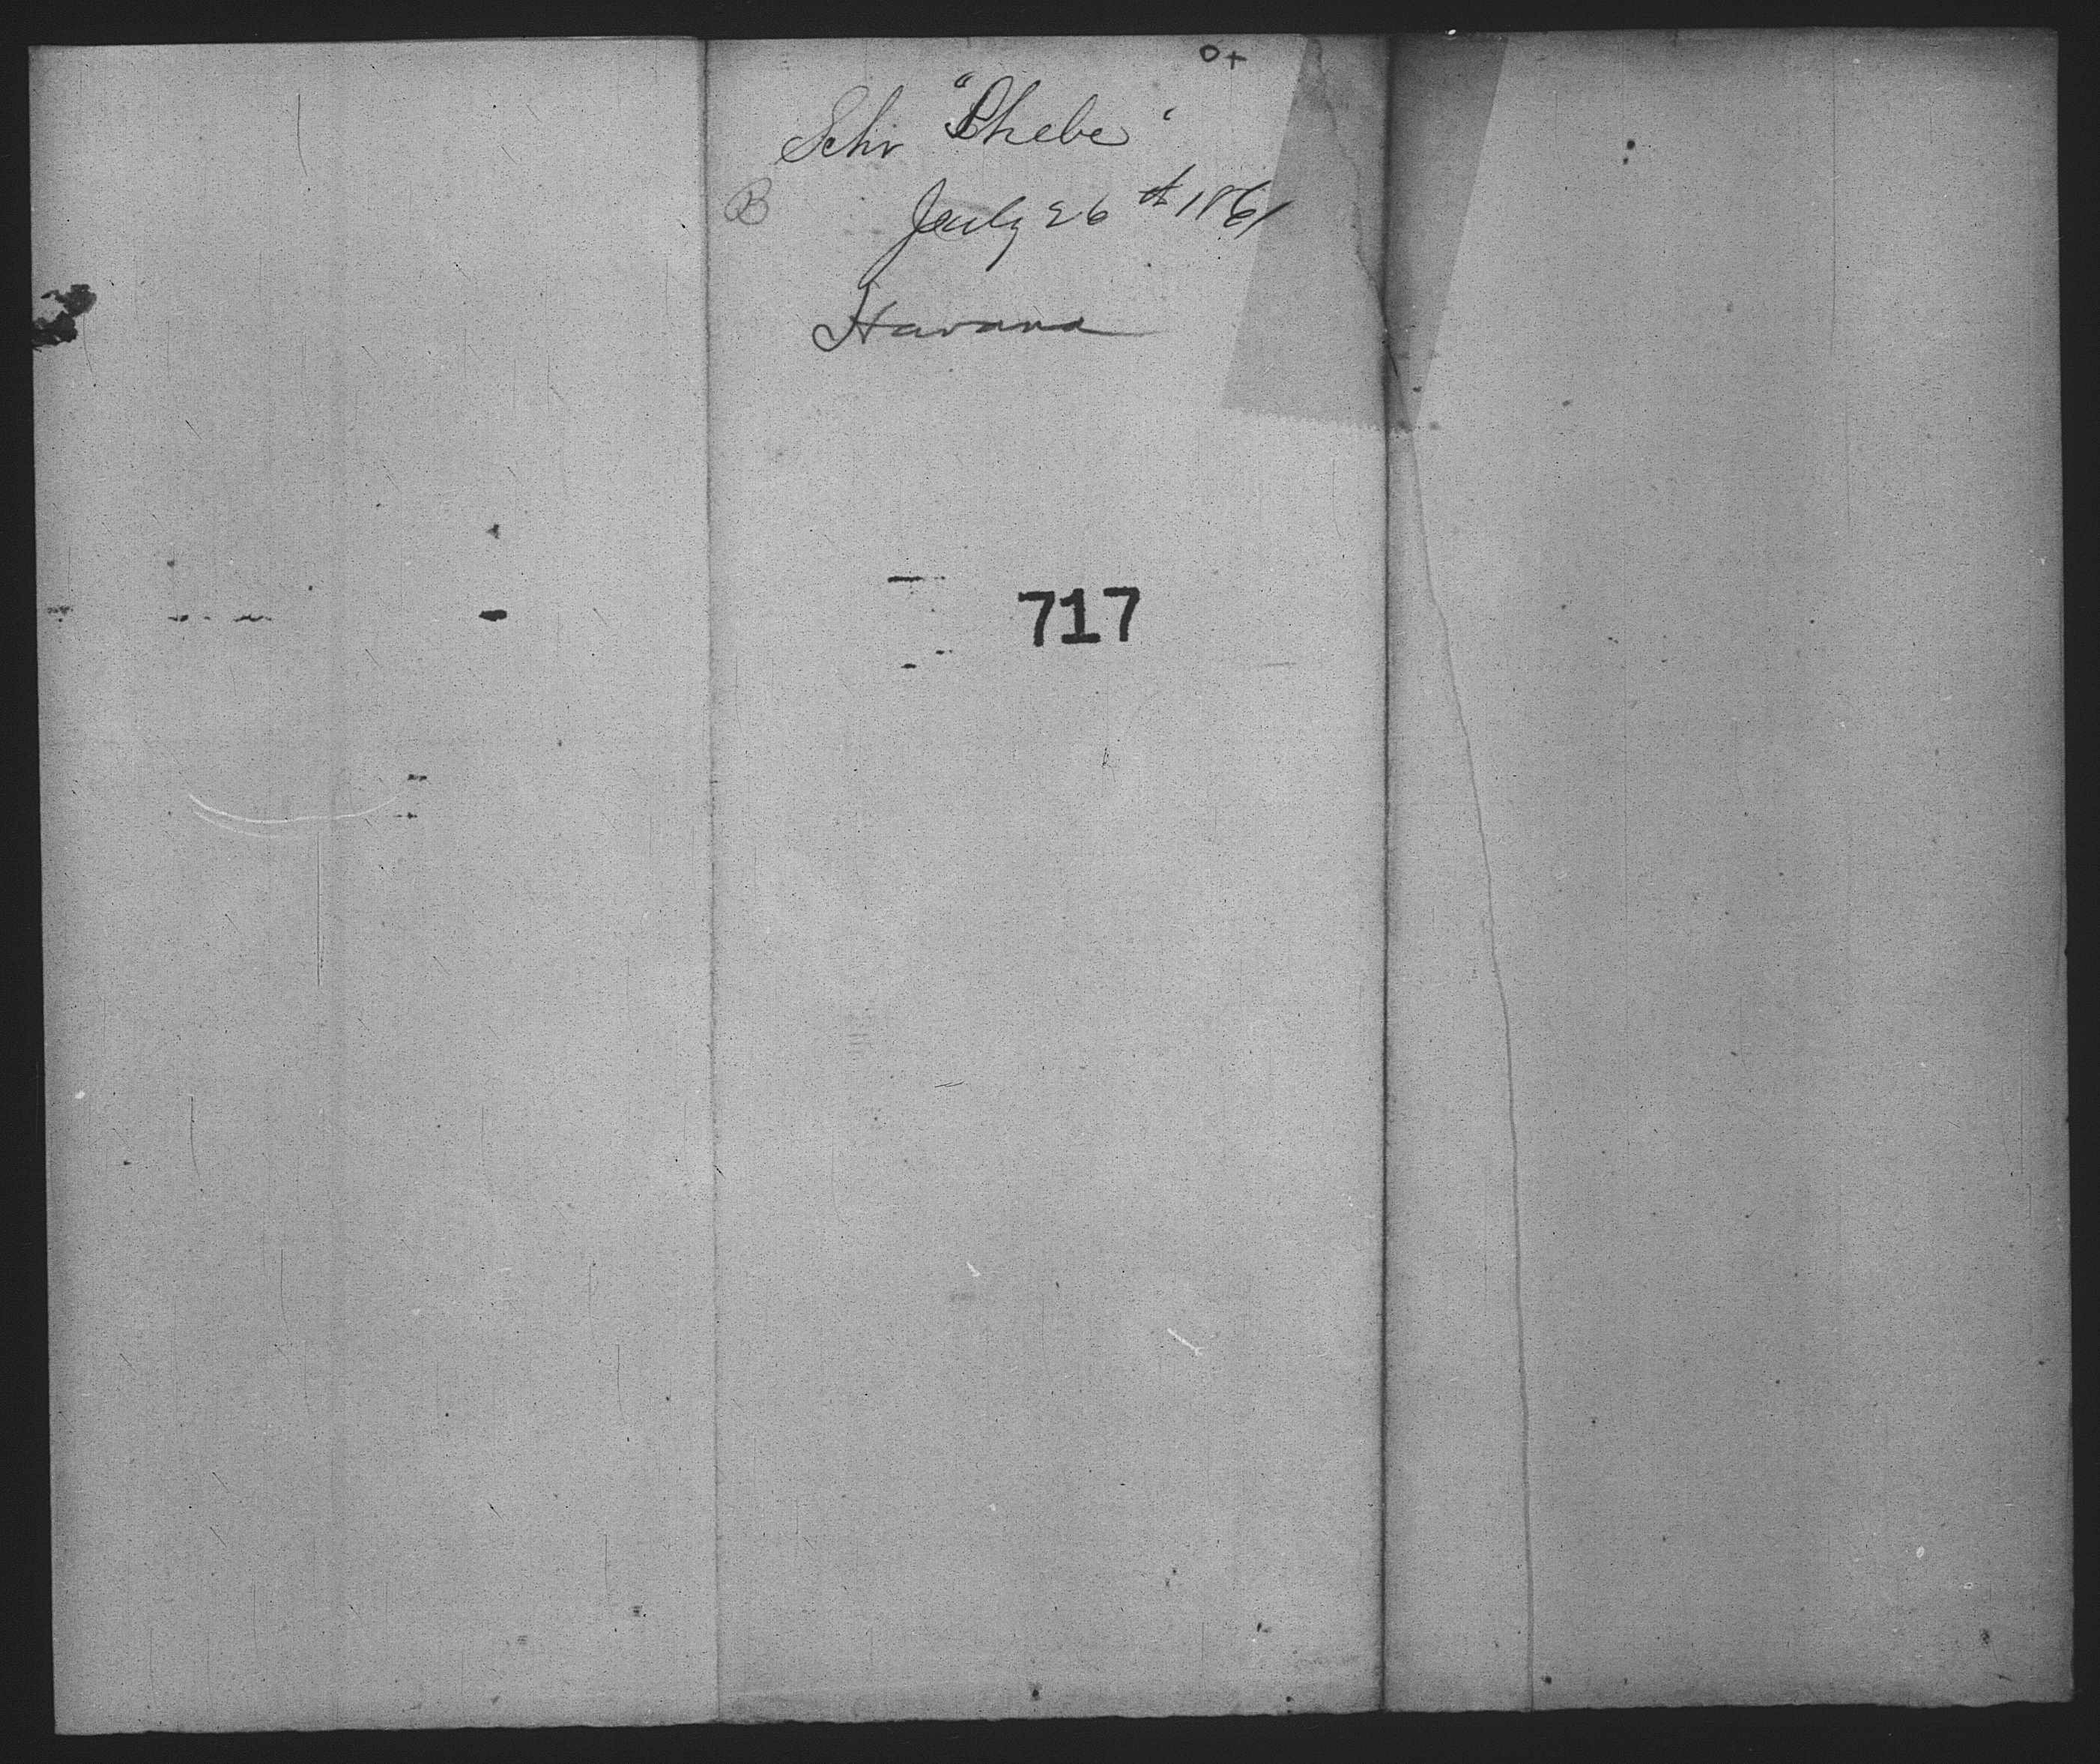 O+
Schr "Phebe"
B
July 26th 1861
Havana
717